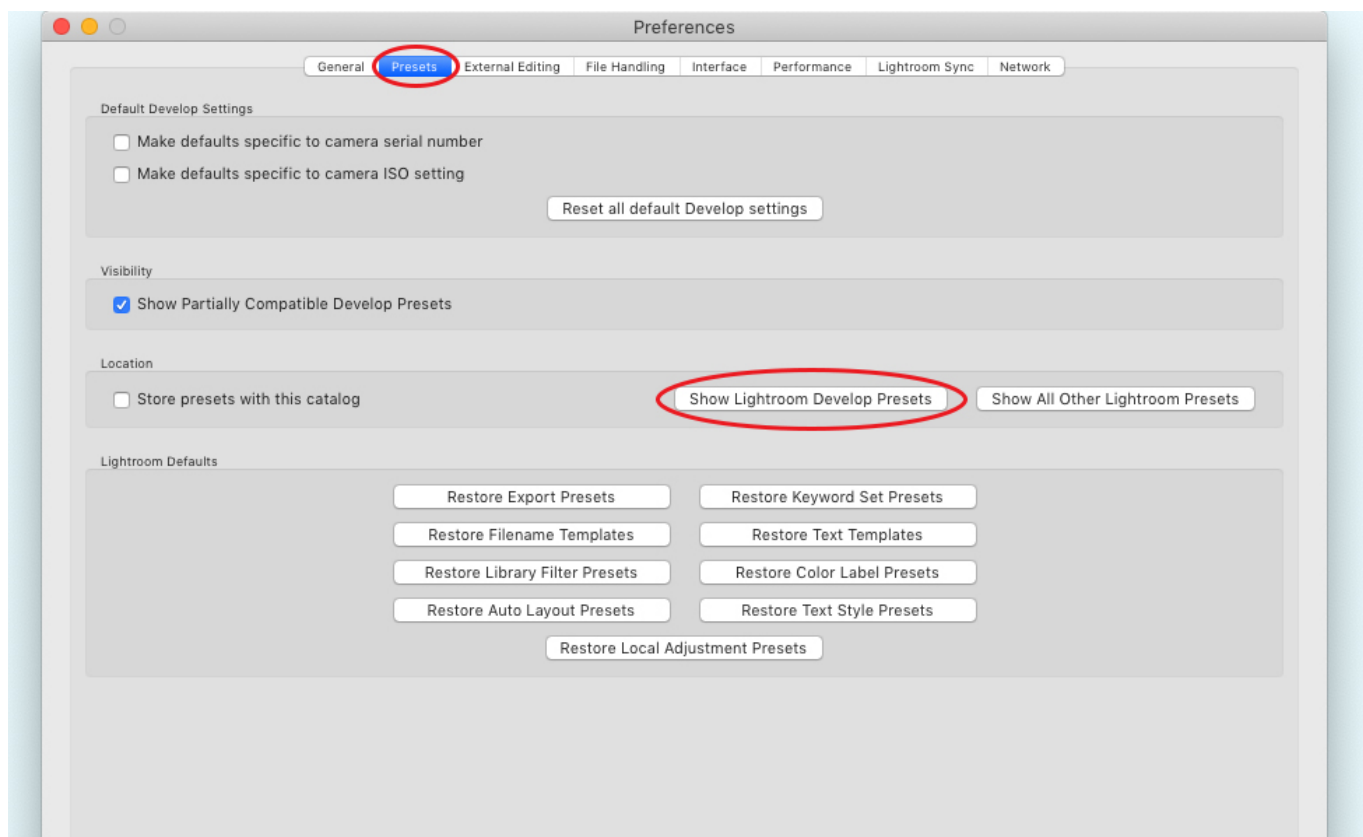 Preferences
General Presets External Editing File Handling Interface Performance Lightroom Sync Network
Default Develop Settings
Make defaults specific to camera serial number
Make defaults specific to camera ISO setting
Reset all default Develop settings
Visibility
Show Partially Compatible Develop Presets
Location
Store presets with this catalog Show Lightroom Develop Presets Show All Other Lightroom Presets
Lightroom Defaults
Restore Export Presets Restore Keyword Set Presets
Restore Filename Templates Restore Text Templates
Restore Library Filter Presets Restore Color Label Presets
Restore Auto Layout Presets Restore Text Style Presets
Restore Local Adjustment Presets